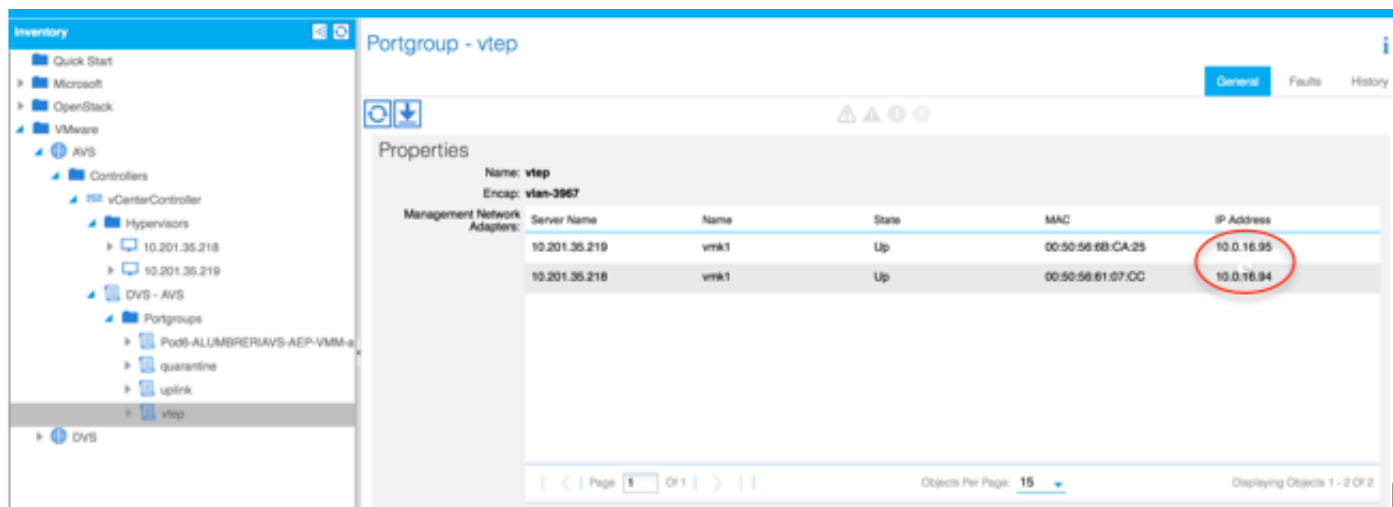 Inventory
Quick Start
Microsoft
OpenStack
VMware
AVS
Controllers
vCenterController
Hypervisors
10.201.35.218
10.201.35.219
DVS - AVS
Portgroups
Pod6-ALUMBRERIAVS-AEP-VMM-a
quarantine
uplink
vtep
DVS
Portgroup - vtep
i
General Faults History
Properties
Name: vtep
Encap: vlan-3967
Management Network Adapters:
Server Name Name State MAC IP Address
10.201.35.219 vmk1 Up 00:50:56:6B:CA:25 10.0.16.95
10.201.35.218 vmk1 Up 00:50:56:61:07:CC 10.0.16.94
Page 1 Of 1 Objects Per Page: 15 Displaying Objects 1 - 2 Of 2